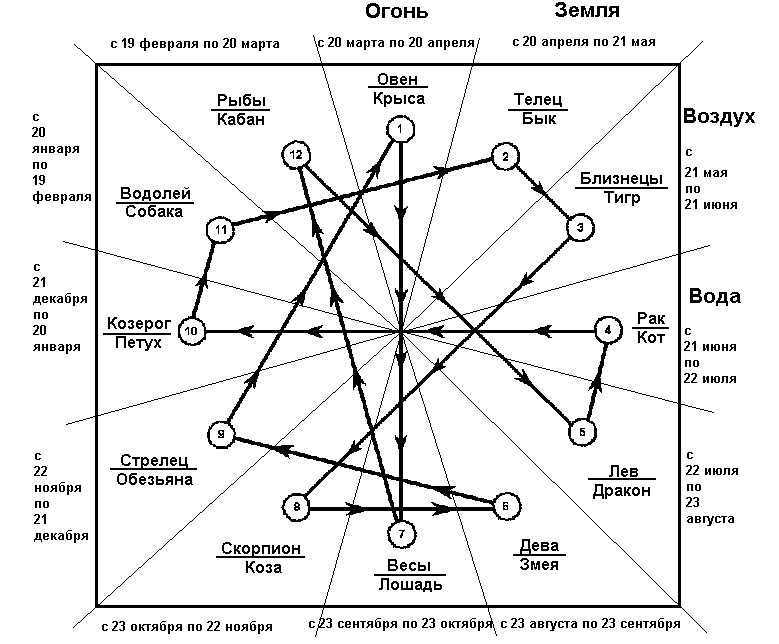 Огонь
Земля
с 19 февраля по 20 марта
с 20 марта по 20 апреля
с 20 апреля по 21 мая
Овен
Крыса
1
Рыбы
Кабан
12
Телец
Бык
2
Воздух
с
21 мая
по
21 июня
Близнецы
Тигр
3
с
20
января
по
19
февраля
Водолей
Собака
11
с
21
декабря
по
20
января
Козерог
Петух
10
Вода
с
21 июня
по
22 июля
Рак
Кот
4
5
Лев
Дракон
с
22 июля
по
23
августа
с
22
ноября
по
21
декабря
9
Стрелец
Обезьяна
8
Скорпион
Коза
7
Весы
Лошадь
6
Дева
Змея
с 23 октября по 22 ноября
с 23 сентября по 23 октября
с 23 августа по 23 сентября